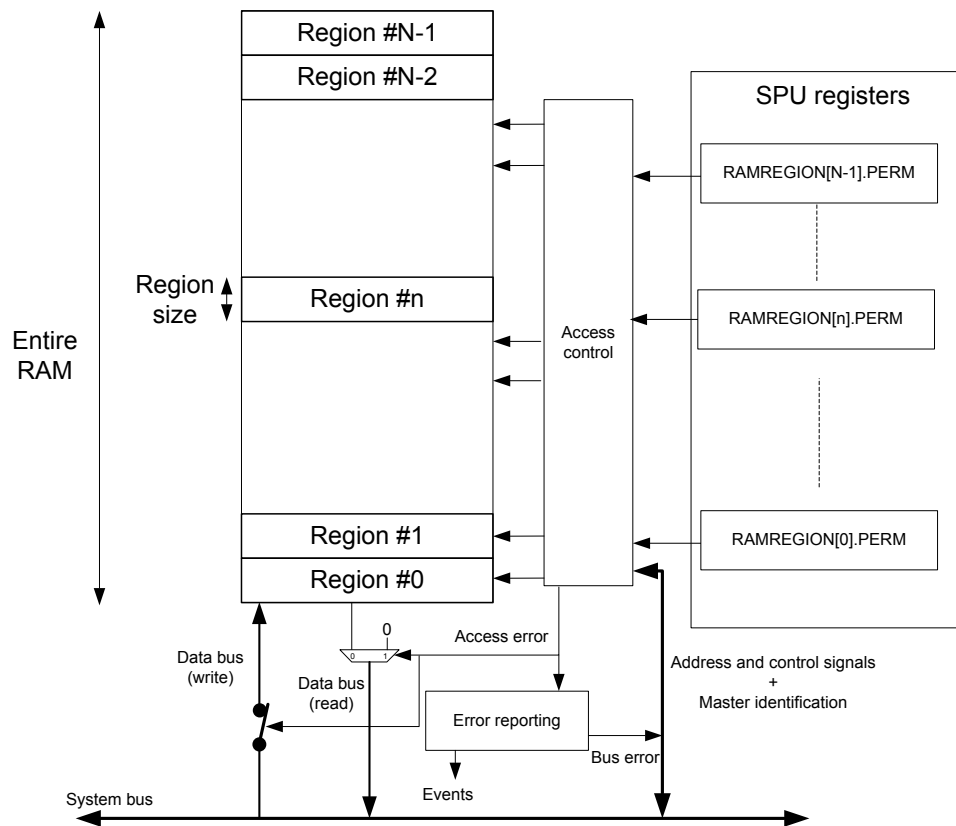 Region #N-1
Region #N-2
SPU registers
RAMREGION[N-1].PERM
Region
size
Region #n
RAMREGION[n].PERM
Entire
RAM
Access
control
Region #1
RAMREGION[0].PERM
Region #0
0
Access error
0 1
Data bus
(write)
Data bus
(read)
Address and control signals
+
Master identification
Error reporting
Bus error
Events
System bus